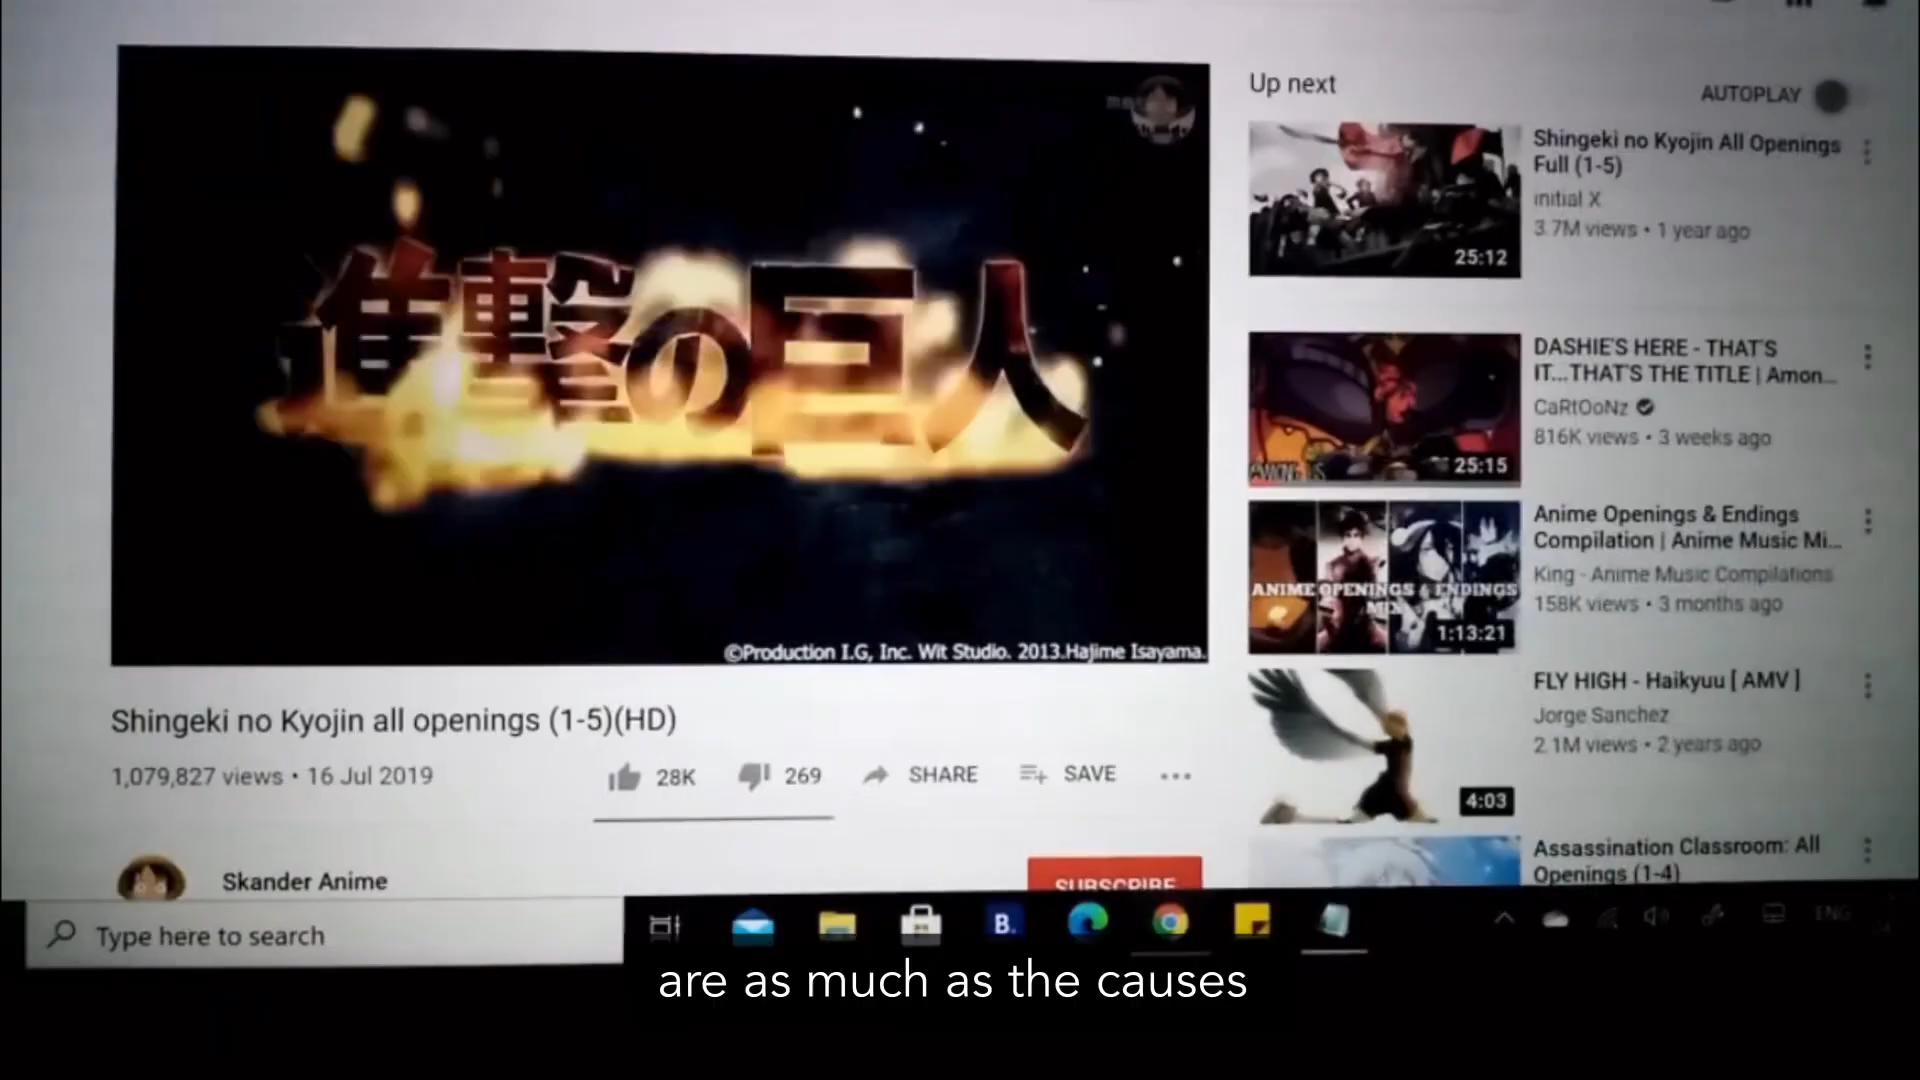 Up next
AUTOPLAY
進撃の巨人
©Production I.G, Inc. Wit Studio. 2013.Hajime Isayama.
Shingeki no Kyojin all openings (1-5)(HD)
1,079,827 views • 16 Jul 2019
28K
269
SHARE
SAVE
Skander Anime
SUBSCRIBE
25:12
Shingeki no Kyojin All Openings
Full (1-5)
initial X
3.7M views • 1 year ago
25:15
DASHIE'S HERE - THAT'S
IT...THAT'S THE TITLE | Amon...
CaRtOoNz
816K views • 3 weeks ago
ANIME OPENINGS & ENDINGS
MIX
1:13:21
Anime Openings & Endings
Compilation | Anime Music Mi...
King - Anime Music Compilations
158K views • 3 months ago
4:03
FLY HIGH - Haikyuu [ AMV ]
Jorge Sanchez
2.1M views • 2 years ago
Assassination Classroom: All
Openings (1-4)
Type here to search
B.
ENG
are as much as the causes